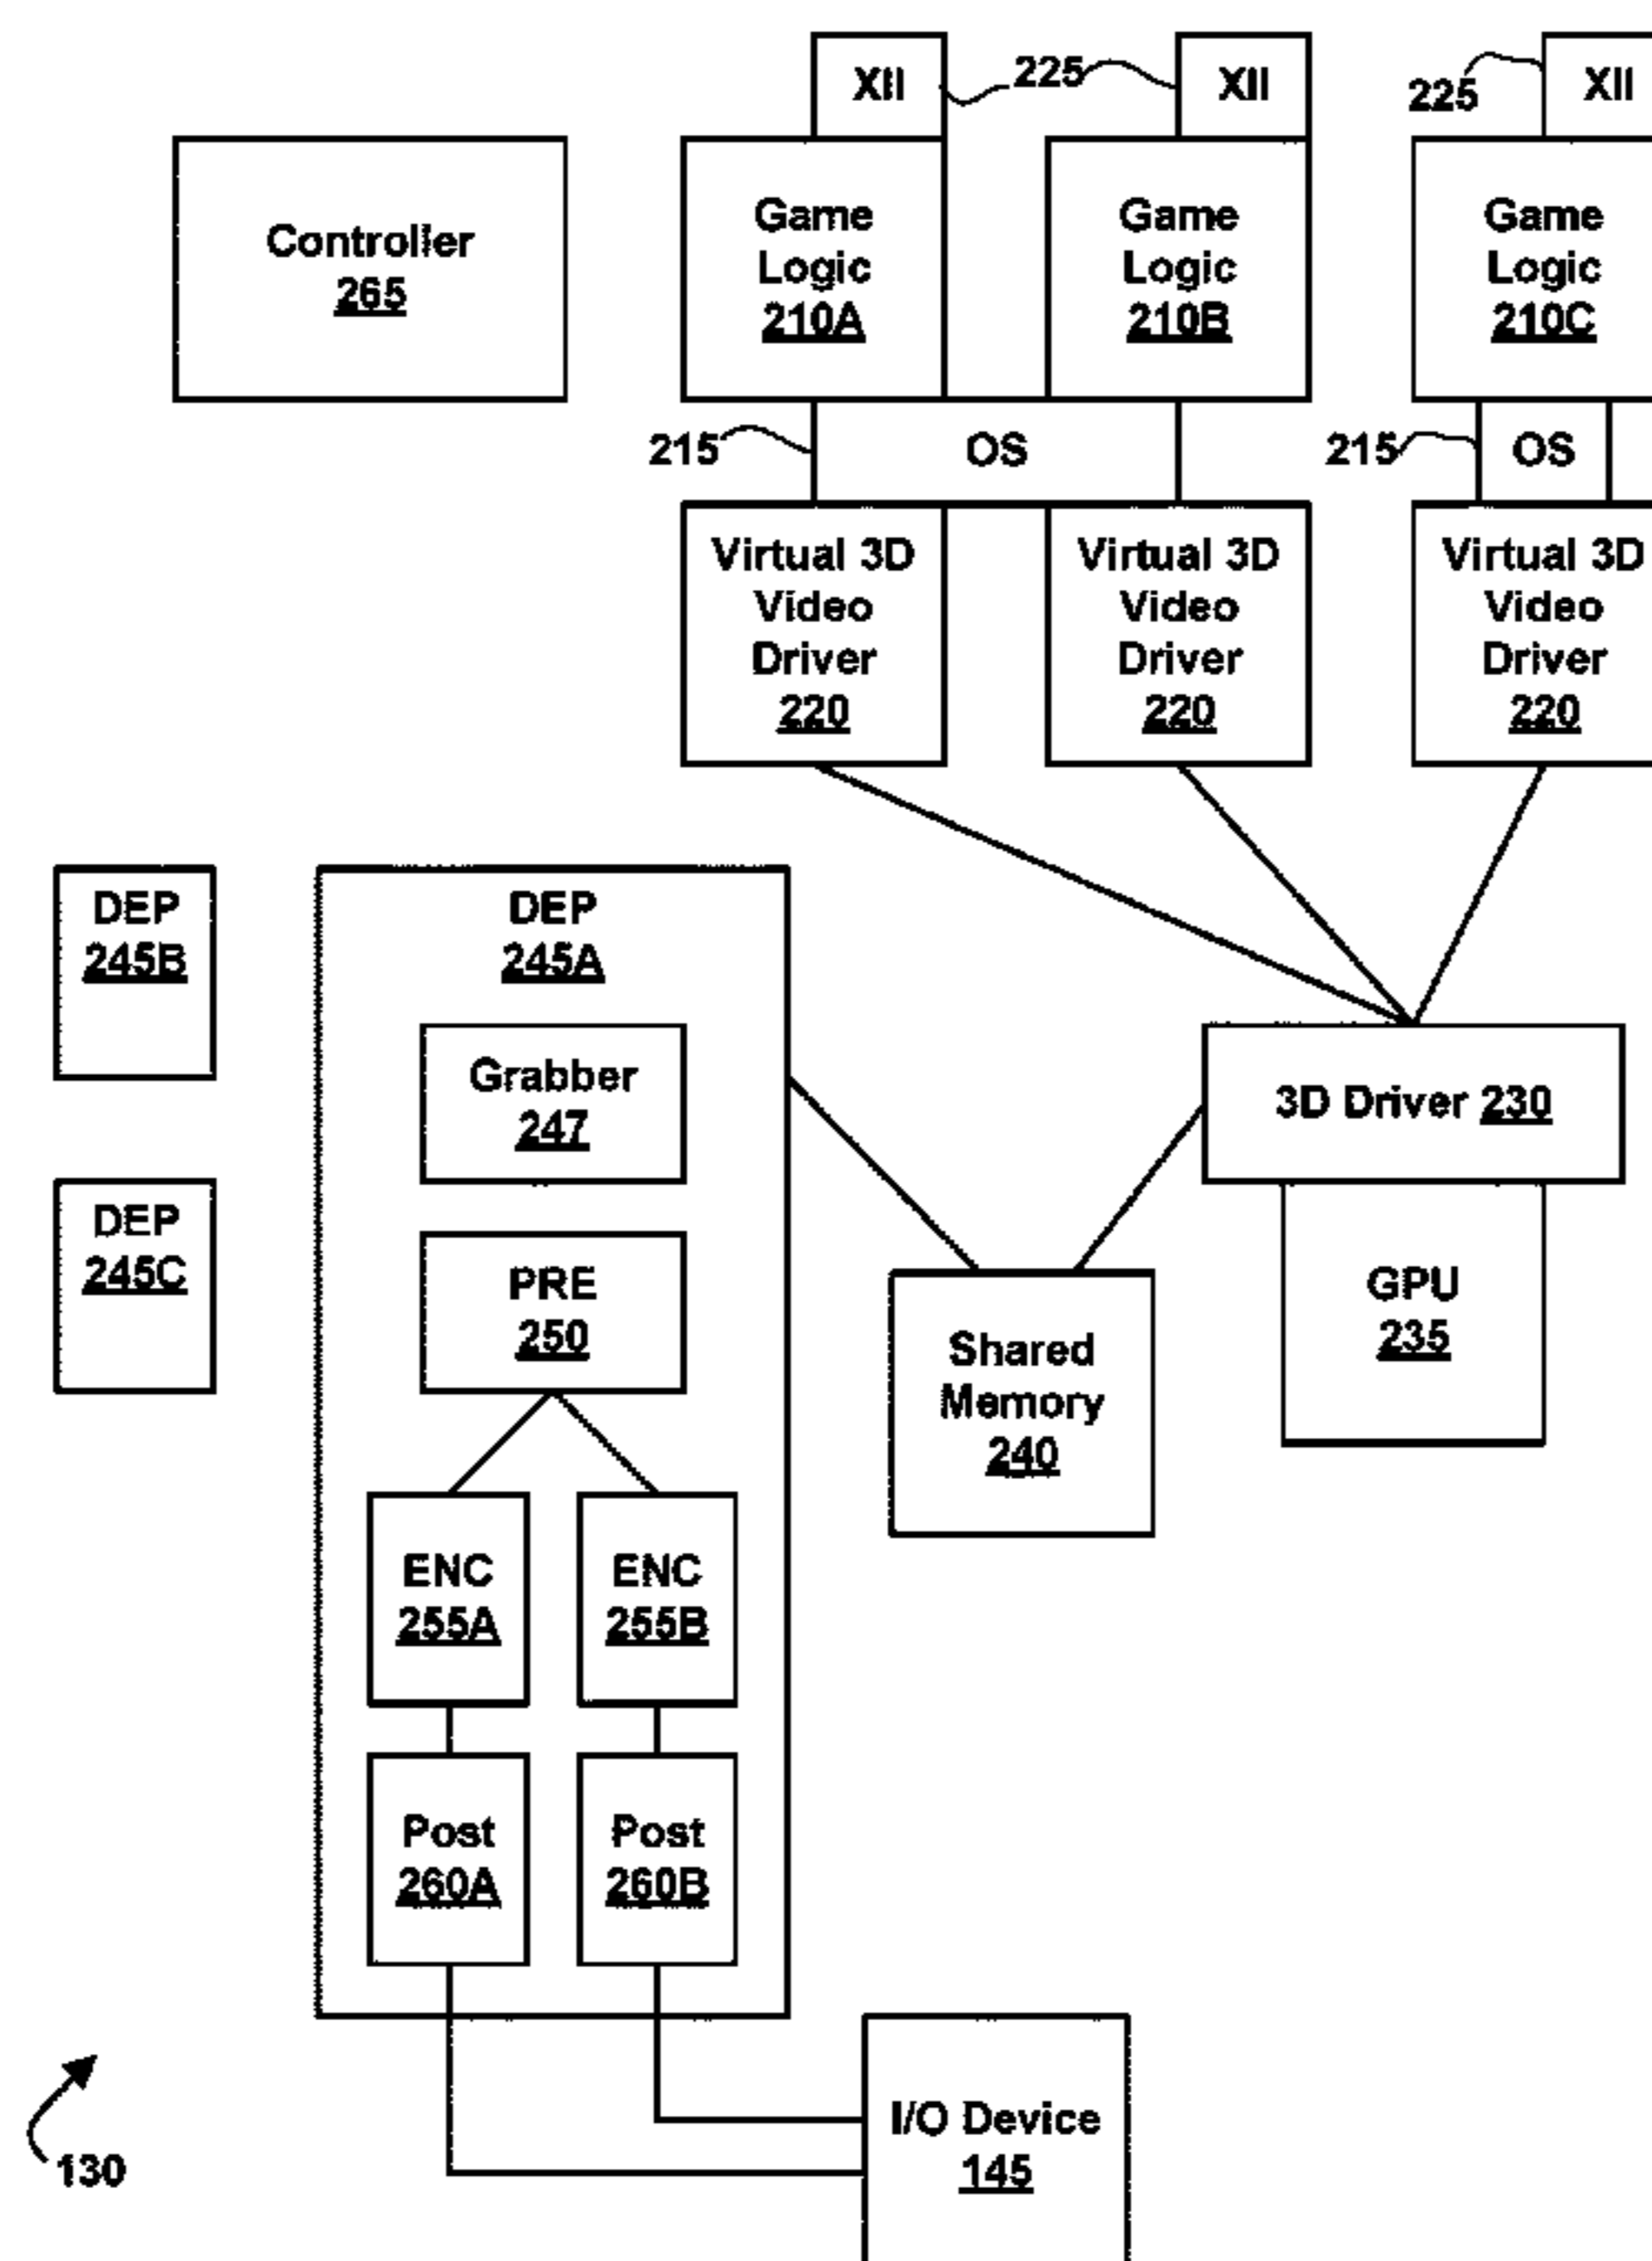 XII
225
XII
225
XII
Controller
265
Game
Logic
210A
Game
Logic
210B
Game
Logic
210C
215
OS
215
OS
Virtual 3D
Video
Driver
220
Virtual 3D
Video
Driver
220
Virtual 3D
Video
Driver
220
DEP
245B
DEP
245A
Grabber
247
3D Driver 230
DEP
245C
PRE
250
GPU
235
Shared
Memory
240
ENC
255A
ENC
255B
Post
260A
Post
260B
I/O Device
145
130